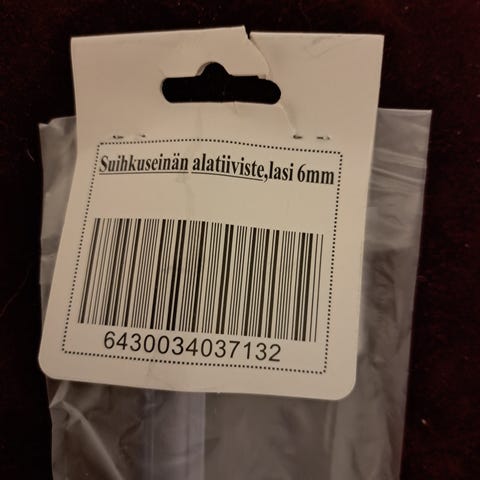 Suihkuseinän alatiiviste,lasi 6mm
6430034037132